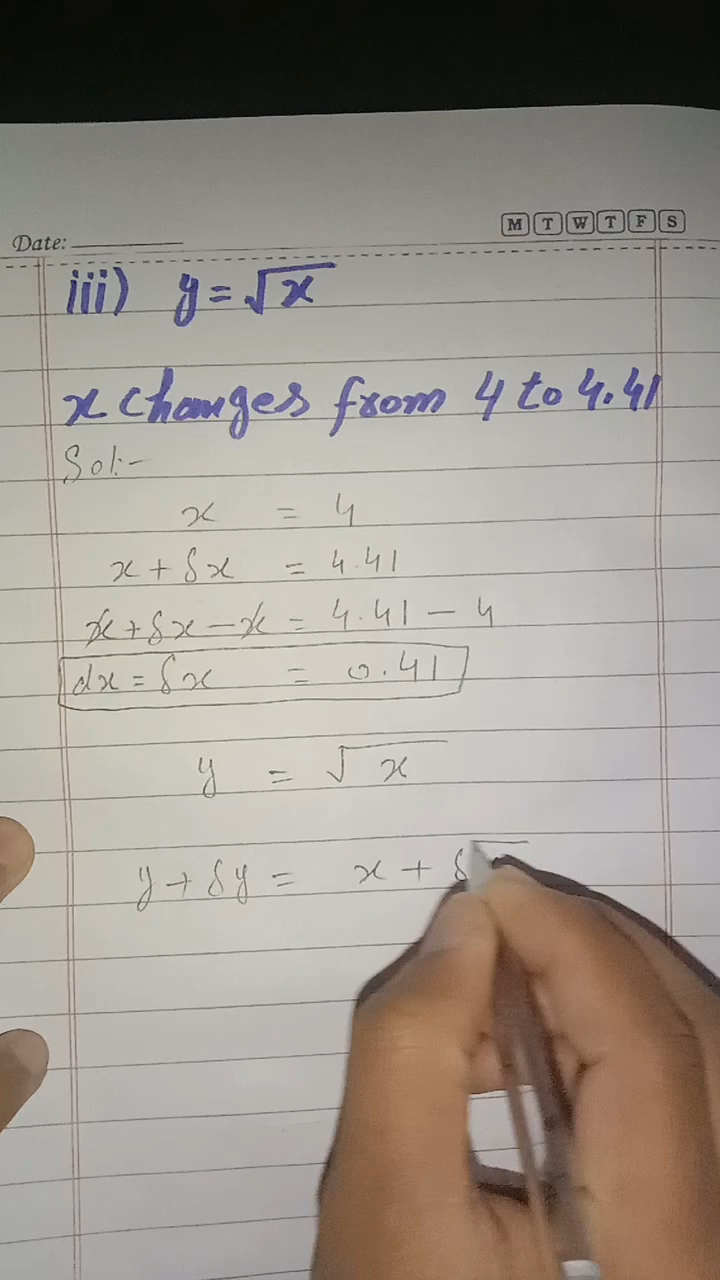 M T W T F S
Date:
iii) y = √x
x changes from 4 to 4.41
Sol:-
x = 4
x + δx = 4.41
x + δx - x = 4.41 - 4
dx = δx = 0.41
y = √x
y + δy = x + δ